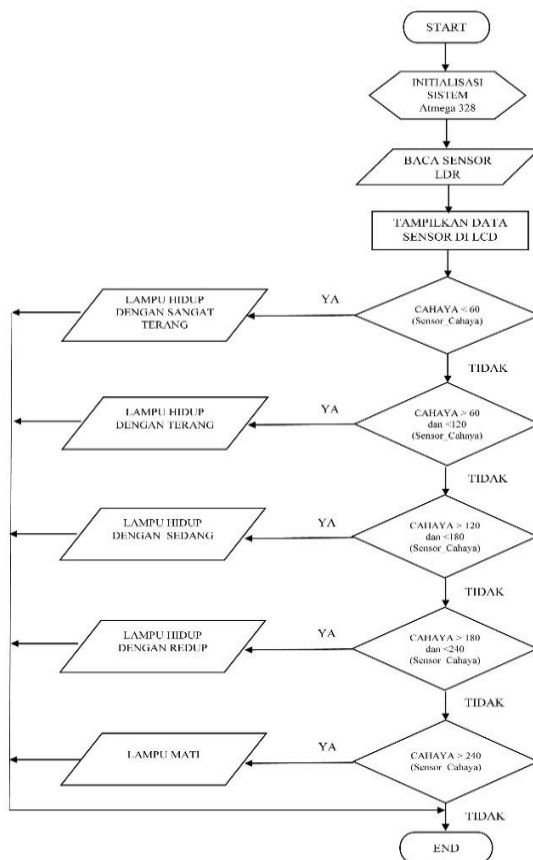 START
INITIALISASI
SISTEM
Atmega 328
BACA SENSOR
LDR
TAMPILKAN DATA
SENSOR DI LCD
CAHAYA < 60
(Sensor_Cahaya)
YA
LAMPU HIDUP
DENGAN SANGAT
TERANG
TIDAK
CAHAYA > 60
dan <120
(Sensor_Cahaya)
YA
LAMPU HIDUP
DENGAN TERANG
TIDAK
CAHAYA > 120
dan <180
(Sensor_Cahaya)
YA
LAMPU HIDUP
DENGAN SEDANG
TIDAK
CAHAYA > 180
dan <240
(Sensor_Cahaya)
YA
LAMPU HIDUP
DENGAN REDUP
TIDAK
CAHAYA > 240
(Sensor_Cahaya)
YA
LAMPU MATI
TIDAK
END